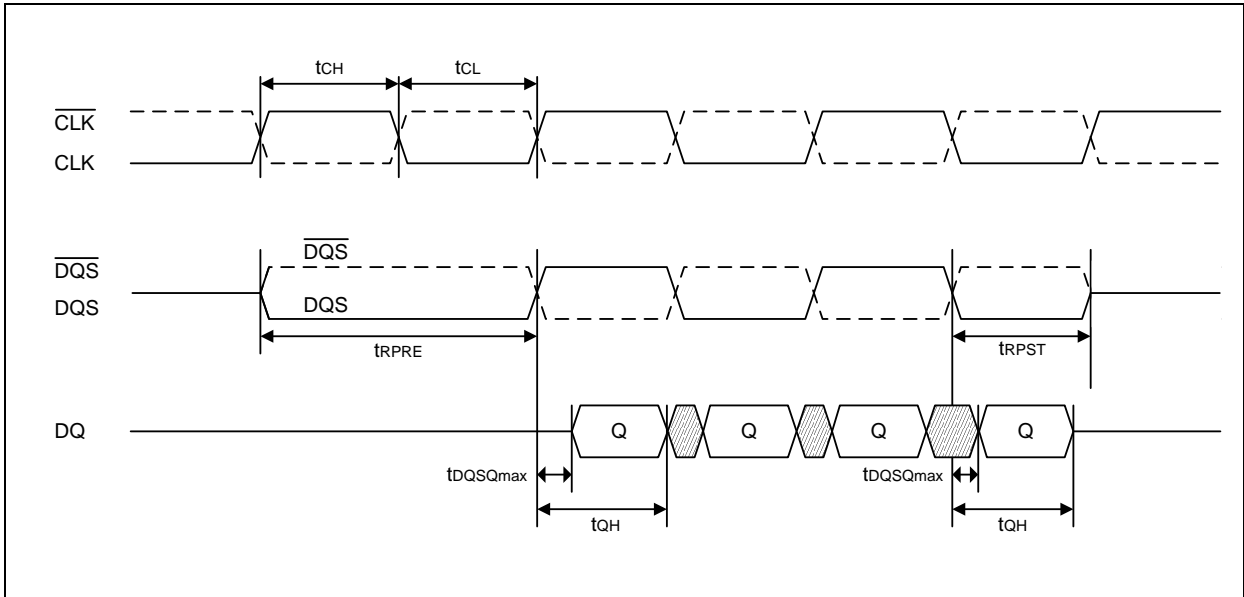 tCH
tCL
CLK
CLK
DQS
DQS
DQS
DQS
tRPRE
tRPST
DQ
Q
Q
Q
Q
tDQSQmax
tDQSQmax
tQH
tQH